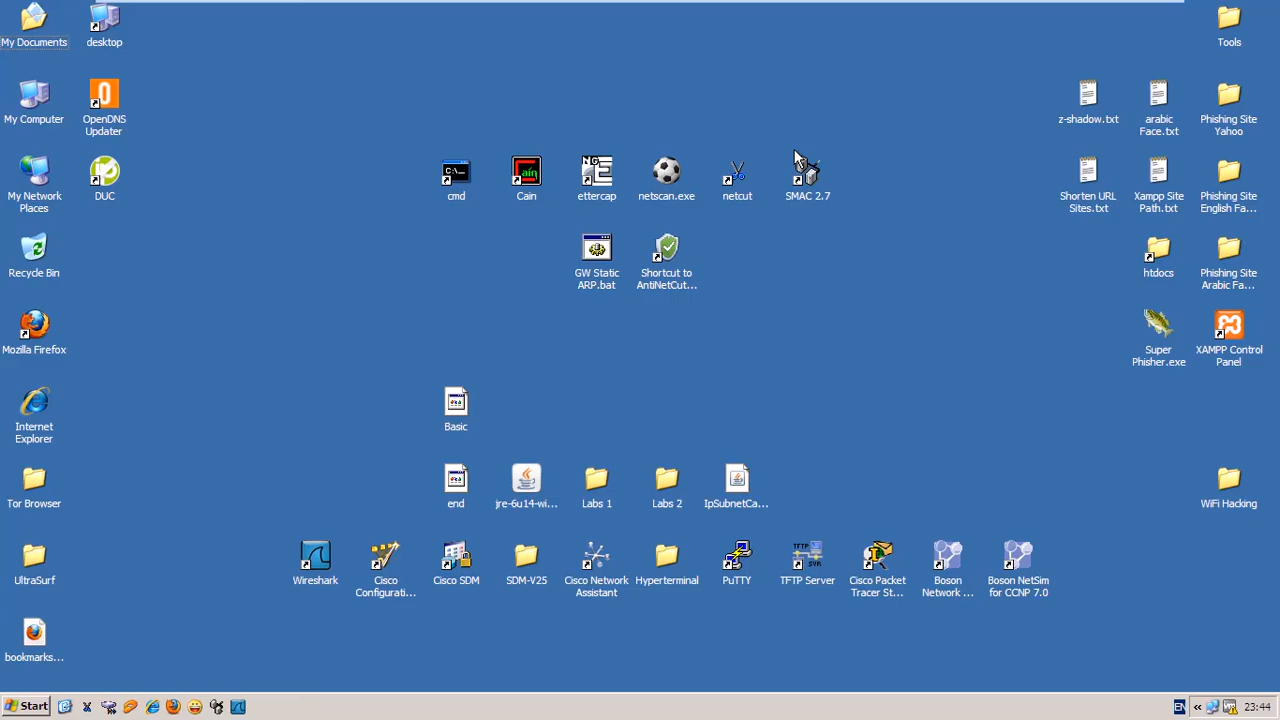 My Documents
desktop
Tools
My Computer
OpenDNS
Updater
z-shadow.txt
arabic
Face.txt
Phishing Site
Yahoo
My Network
Places
DUC
C:\_
cmd
Cain
Cain
NG
E
ettercap
netscan.exe
netcut
SMAC 2.7
Shorten URL
Sites.txt
Xampp Site
Path.txt
Phishing Site
English Fa...
Recycle Bin
GW Static
ARP.bat
Shortcut to
AntiNetCut...
htdocs
Phishing Site
Arabic Fa...
Mozilla Firefox
Super
Phisher.exe
XAMPP Control
Panel
Internet
Explorer
Basic
Tor Browser
end
jre-6u14-wi...
Labs 1
Labs 2
IpSubnetCa...
WiFi Hacking
UltraSurf
Wireshark
Cisco
Configurati...
Cisco SDM
SDM-V25
Cisco Network
Assistant
Hyperterminal
PuTTY
TFTP
SVR
TFTP Server
Cisco Packet
Tracer St...
Boson
Network ...
Boson NetSim
for CCNP 7.0
bookmarks...
Start
EN
«
23:44